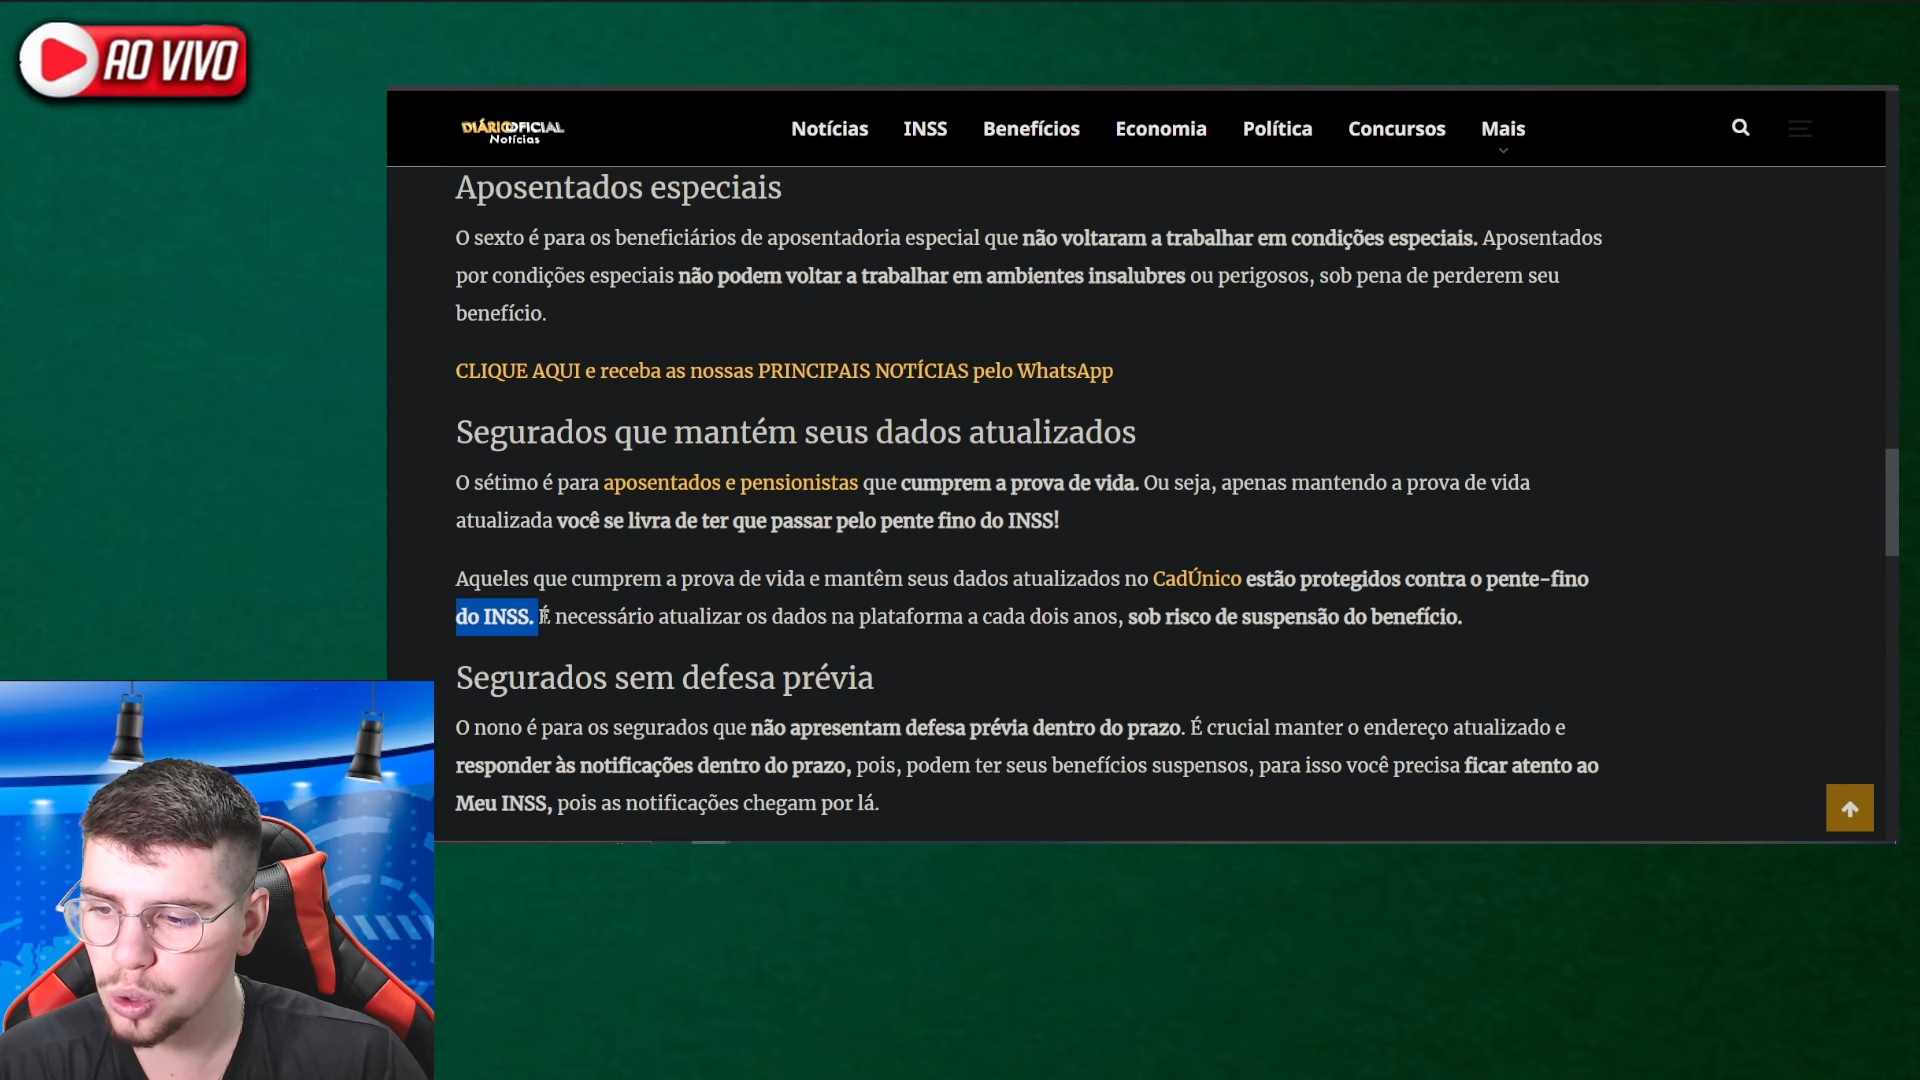 AO VIVO
DIÁRIO OFICIAL
Notícias
Notícias INSS Benefícios Economia Política Concursos Mais
Aposentados especiais
O sexto é para os beneficiários de aposentadoria especial que não voltaram a trabalhar em condições especiais. Aposentados
por condições especiais não podem voltar a trabalhar em ambientes insalubres ou perigosos, sob pena de perderem seu
benefício.
CLIQUE AQUI e receba as nossas PRINCIPAIS NOTÍCIAS pelo WhatsApp
Segurados que mantém seus dados atualizados
O sétimo é para aposentados e pensionistas que cumprem a prova de vida. Ou seja, apenas mantendo a prova de vida
atualizada você se livra de ter que passar pelo pente fino do INSS!
Aqueles que cumprem a prova de vida e mantêm seus dados atualizados no CadÚnico estão protegidos contra o pente-fino
do INSS. É necessário atualizar os dados na plataforma a cada dois anos, sob risco de suspensão do benefício.
Segurados sem defesa prévia
O nono é para os segurados que não apresentam defesa prévia dentro do prazo. É crucial manter o endereço atualizado e
responder às notificações dentro do prazo, pois, podem ter seus benefícios suspensos, para isso você precisa ficar atento ao
Meu INSS, pois as notificações chegam por lá.